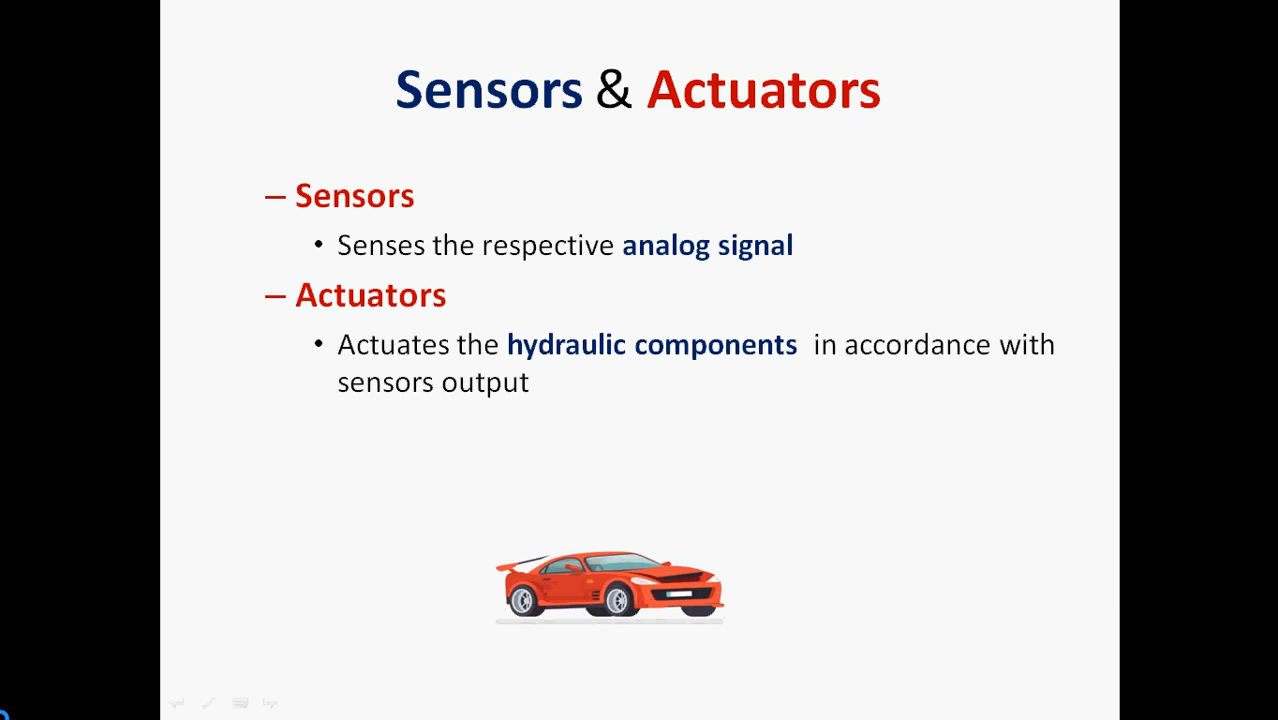 Sensors & Actuators
– Sensors
• Senses the respective analog signal
– Actuators
• Actuates the hydraulic components in accordance with
sensors output